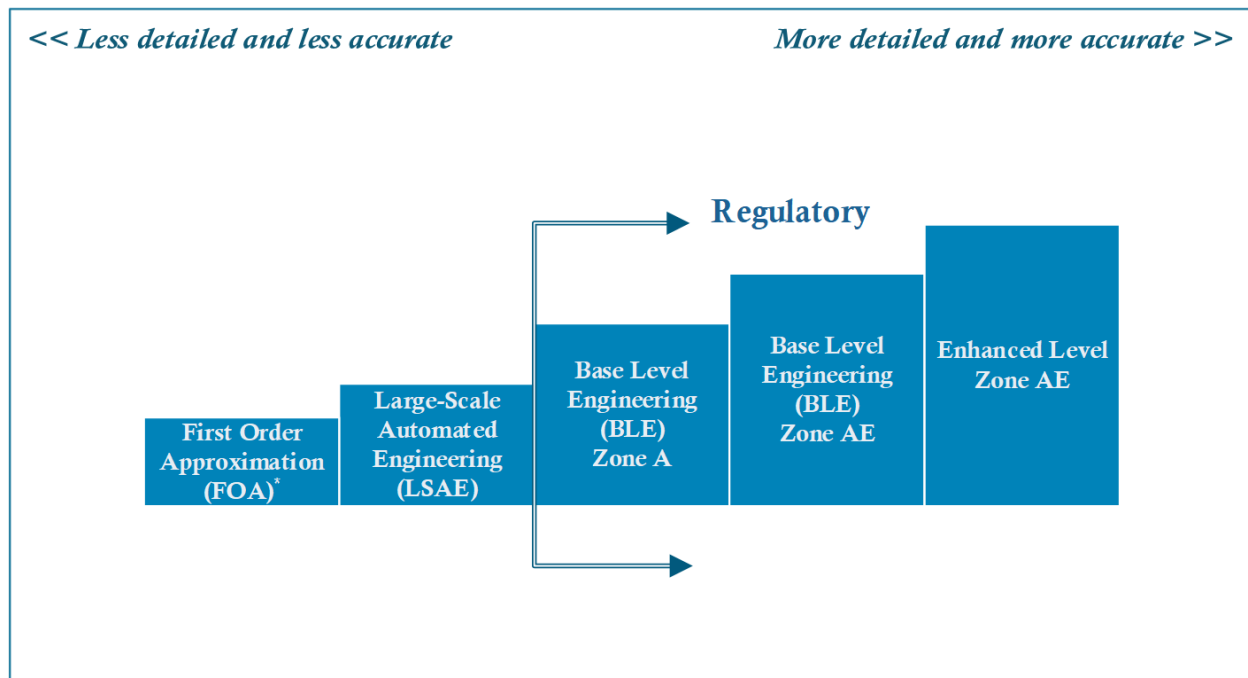 << Less detailed and less accurate
More detailed and more accurate >>
Regulatory
First Order
Approximation
(FOA)*
Large-Scale
Automated
Engineering
(LSAE)
Base Level
Engineering
(BLE)
Zone A
Base Level
Engineering
(BLE)
Zone AE
Enhanced Level
Zone AE